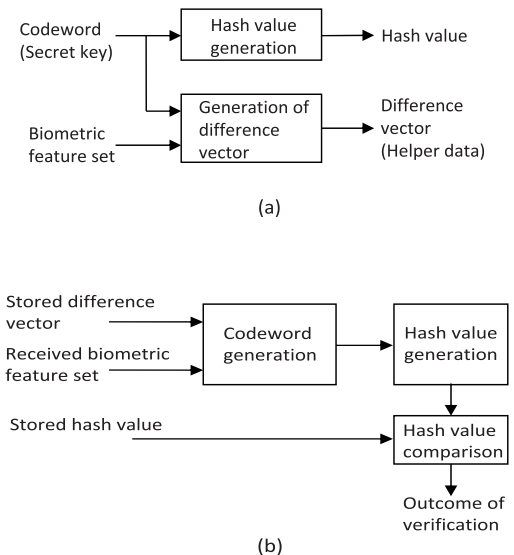 Codeword
(Secret key)
Hash value
generation
Hash value
Biometric
feature set
Generation of
difference
vector
Difference
vector
(Helper data)
(a)
Stored difference
vector
Received biometric
feature set
Codeword
generation
Hash value
generation
Stored hash value
Hash value
comparison
Outcome of
verification
(b)